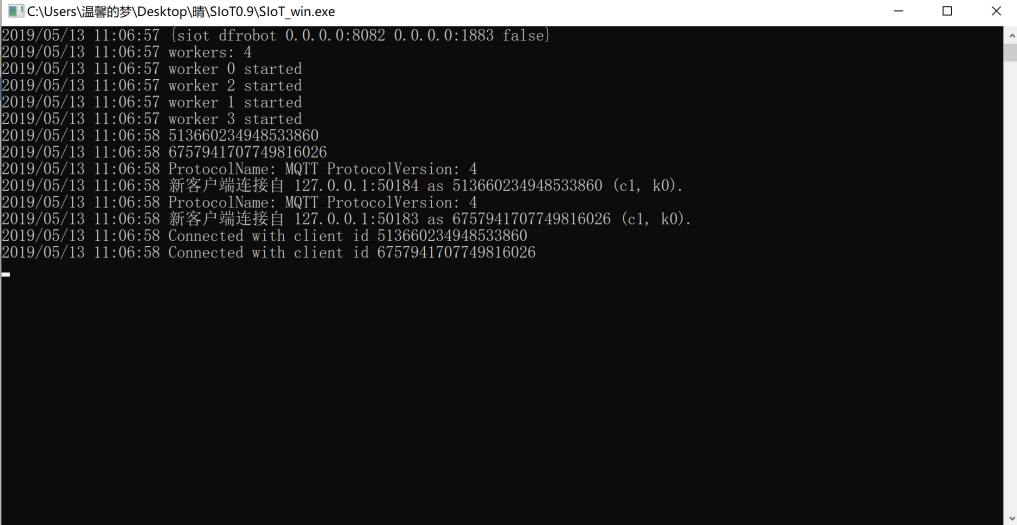 C:\Users\温馨的梦\Desktop\晴\SIoT0.9\SIoT_win.exe
2019/05/13 11:06:57 {siot dfrobot 0.0.0.0:8082 0.0.0.0:1883 false}
2019/05/13 11:06:57 workers: 4
2019/05/13 11:06:57 worker 0 started
2019/05/13 11:06:57 worker 2 started
2019/05/13 11:06:57 worker 1 started
2019/05/13 11:06:57 worker 3 started
2019/05/13 11:06:58 513660234948533860
2019/05/13 11:06:58 6757941707749816026
2019/05/13 11:06:58 ProtocolName: MQTT ProtocolVersion: 4
2019/05/13 11:06:58 新客户端连接自 127.0.0.1:50184 as 513660234948533860 (c1, k0).
2019/05/13 11:06:58 ProtocolName: MQTT ProtocolVersion: 4
2019/05/13 11:06:58 新客户端连接自 127.0.0.1:50183 as 6757941707749816026 (c1, k0).
2019/05/13 11:06:58 Connected with client id 513660234948533860
2019/05/13 11:06:58 Connected with client id 6757941707749816026